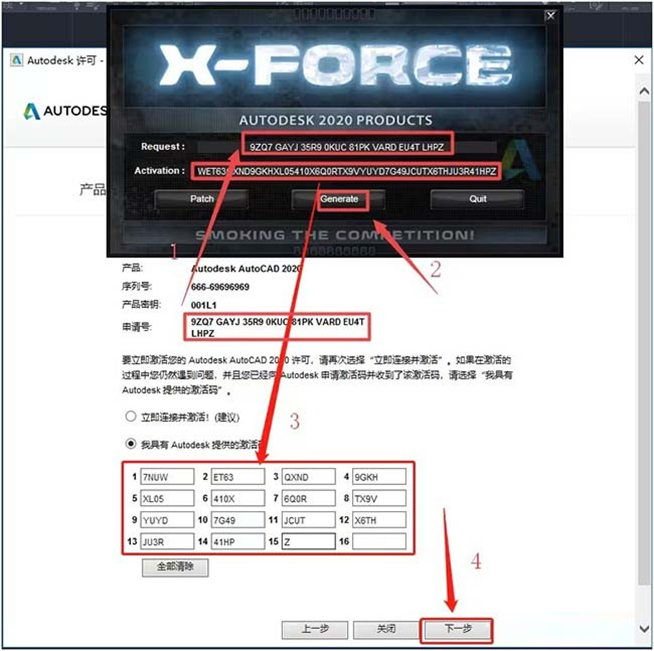 X-FORCE
Autodesk 许可 -
AUTODES
AUTODESK 2020 PRODUCTS
Request :
9ZQ7 GAYJ 35R9 0KUC 81PK VARD EU4T LHPZ
Activation :
产品
Patch
Generate
Quit
1
SMOKING THE COMPETITION!
2
产品:
Autodesk AutoCAD 2020
序列号:
666-69696969
产品密钥:
001L1
申请号:
9ZQ7 GAYJ 35R9 0KUC 81PK VARD EU4T
LHPZ
要立即激活您的 Autodesk AutoCAD 2020 许可，请再次选择“立即连接并激活”。如果在激活的
过程中您仍然遇到问题，并且您已经向 Autodesk 申请激活码并收到了该激活码，请选择“我具有
Autodesk 提供的激活码”。
立即连接并激活! (建议)
3
我具有 Autodesk 提供的激活
1 7NUW 2 ET63 3 QXND 4 9GKH
5 XL05 6 410X 7 6Q0R 8 TX9V
9 YUYD 10 7G49 11 JCUT 12 X6TH
13 JU3R 14 41HP 15 Z 16
4
全部清除
上一步
关闭
下一步